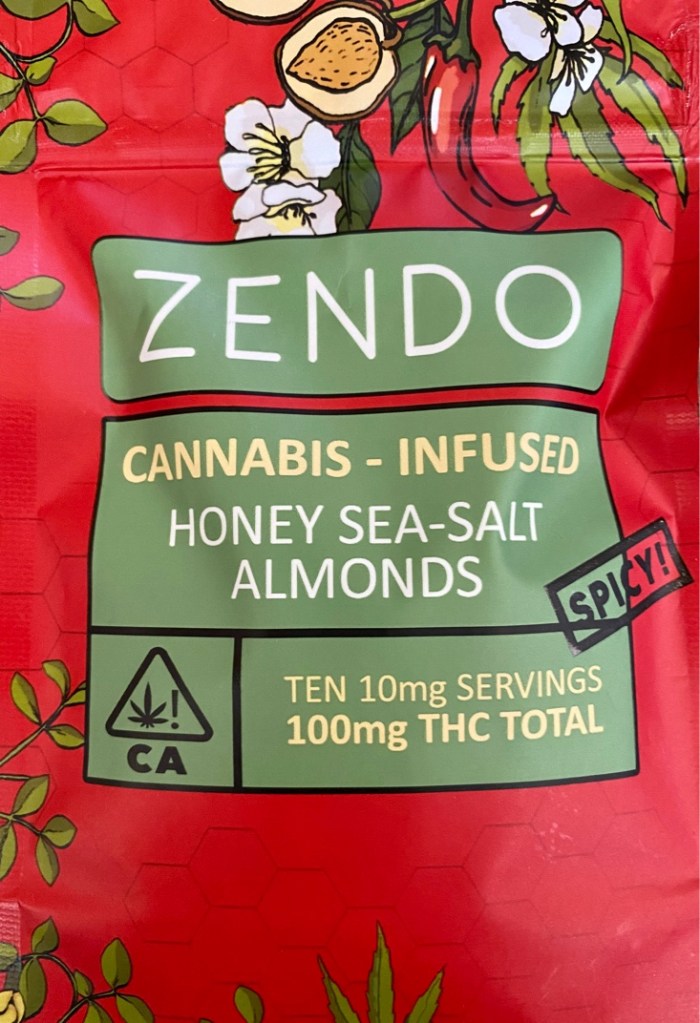 ZENDO
CANNABIS - INFUSED
HONEY SEA-SALT
ALMONDS
SPICY!
!
CA
TEN 10mg SERVINGS
100mg THC TOTAL